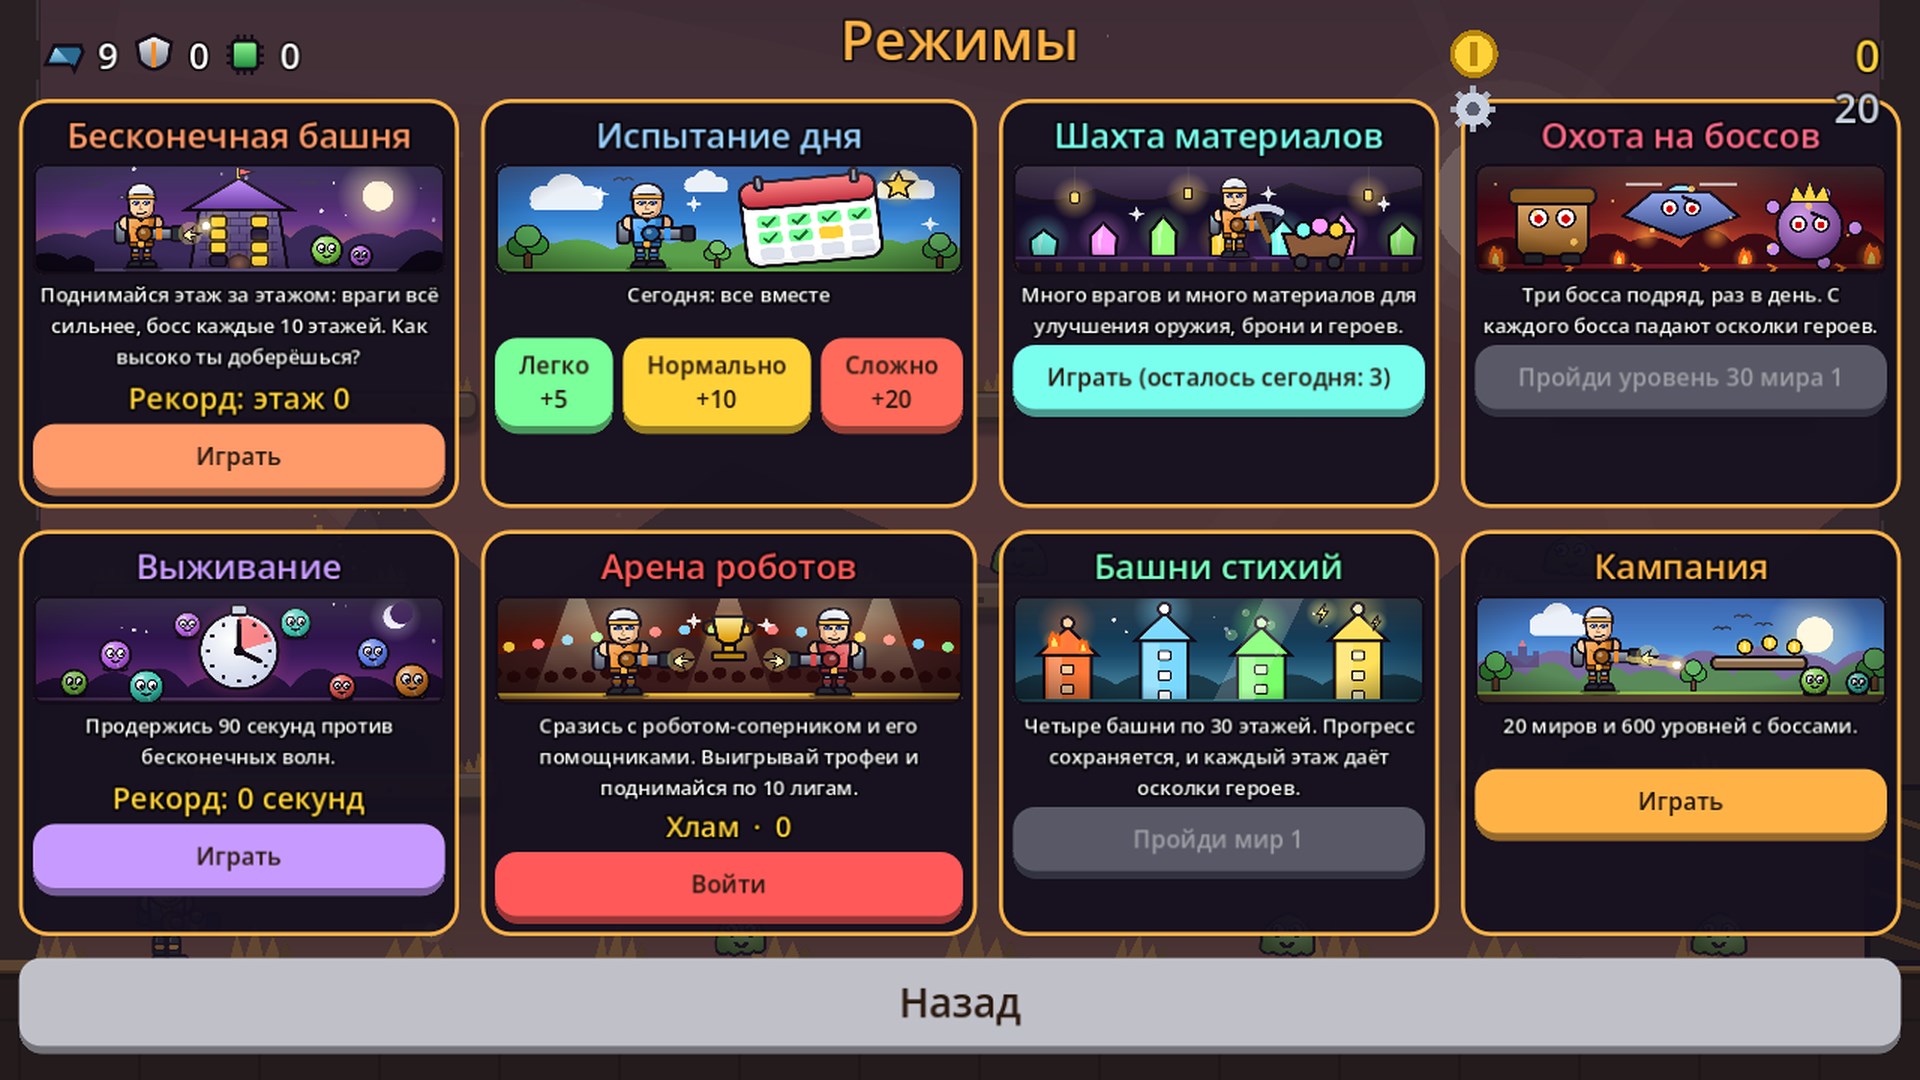 9 0 0
Режимы
0
20
Бесконечная башня
Поднимайся этаж за этажом: враги всё
сильнее, босс каждые 10 этажей. Как
высоко ты доберёшься?
Рекорд: этаж 0
Играть
Испытание дня
Сегодня: все вместе
Легко
+5
Нормально
+10
Сложно
+20
Шахта материалов
Много врагов и много материалов для
улучшения оружия, брони и героев.
Играть (осталось сегодня: 3)
Охота на боссов
Три босса подряд, раз в день. С
каждого босса падают осколки героев.
Пройди уровень 30 мира 1
Выживание
Продержись 90 секунд против
бесконечных волн.
Рекорд: 0 секунд
Играть
Арена роботов
Сразись с роботом-соперником и его
помощниками. Выигрывай трофеи и
поднимайся по 10 лигам.
Хлам · 0
Войти
Башни стихий
Четыре башни по 30 этажей. Прогресс
сохраняется, и каждый этаж даёт
осколки героев.
Пройди мир 1
Кампания
20 миров и 600 уровней с боссами.
Играть
Назад